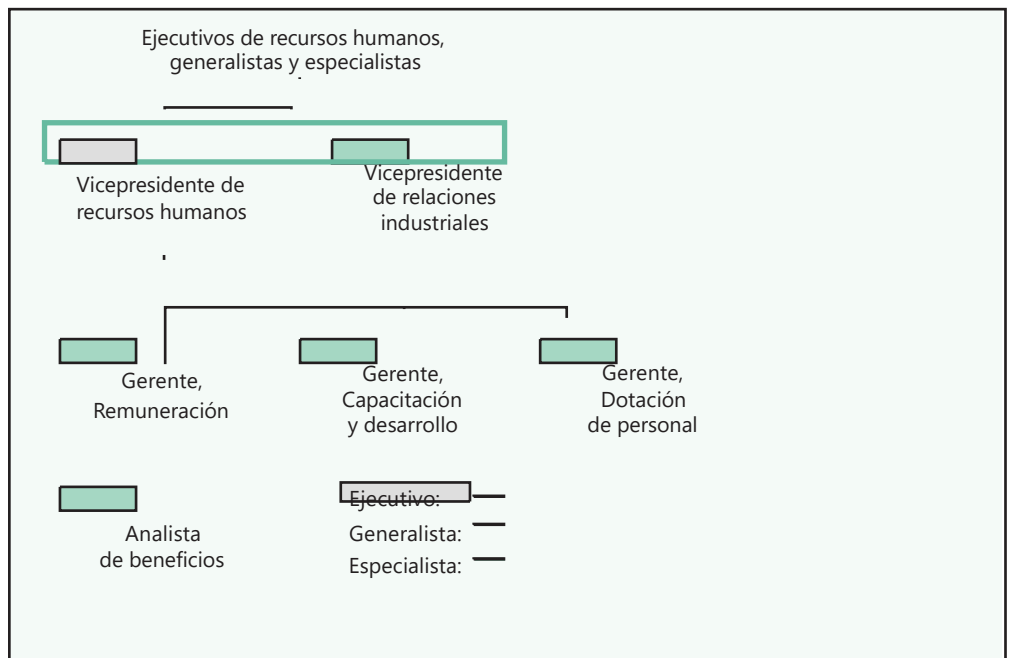 Ejecutivos de recursos humanos,
generalistas y especialistas
Vicepresidente de
recursos humanos
Vicepresidente
de relaciones
industriales
Gerente,
Remuneración
Gerente,
Capacitación
y desarrollo
Gerente,
Dotación
de personal
Analista
de beneficios
Ejecutivo:
Generalista:
Especialista: